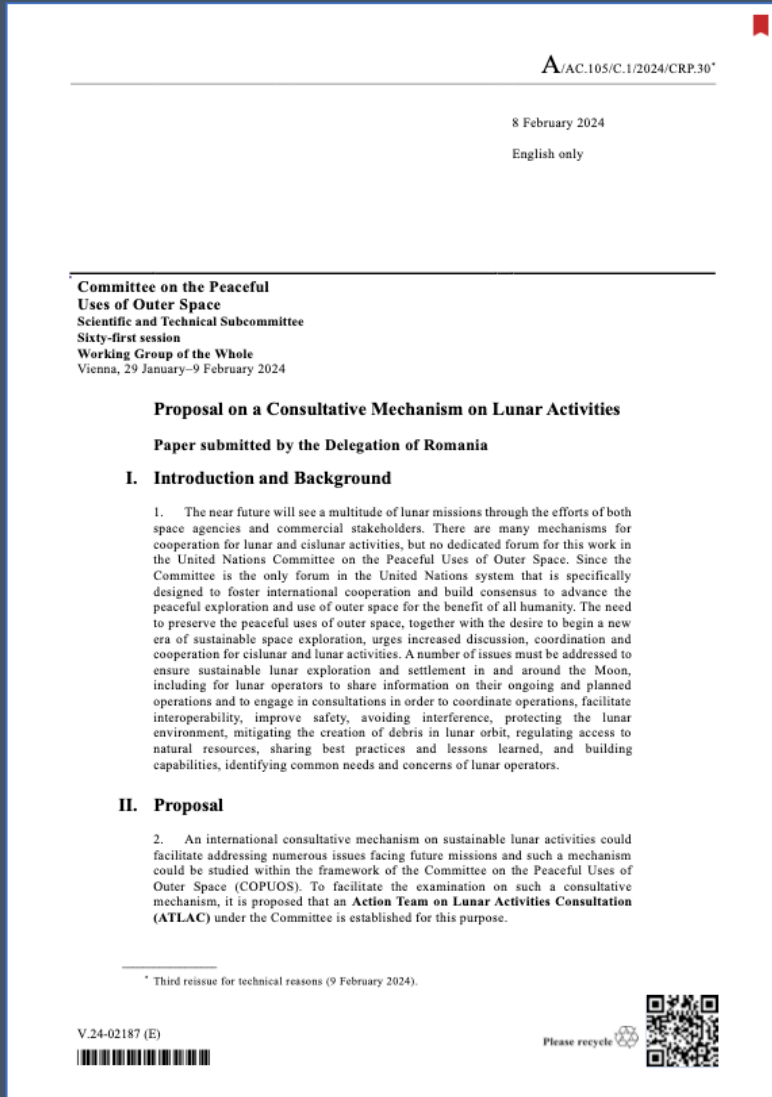 A/AC.105/C.1/2024/CRP.30*
8 February 2024
English only
Committee on the Peaceful
Uses of Outer Space
Scientific and Technical Subcommittee
Sixty-first session
Working Group of the Whole
Vienna, 29 January–9 February 2024
Proposal on a Consultative Mechanism on Lunar Activities
Paper submitted by the Delegation of Romania
I. Introduction and Background
1. The near future will see a multitude of lunar missions through the efforts of both
space agencies and commercial stakeholders. There are many mechanisms for
cooperation for lunar and cislunar activities, but no dedicated forum for this work in
the United Nations Committee on the Peaceful Uses of Outer Space. Since the
Committee is the only forum in the United Nations system that is specifically
designed to foster international cooperation and build consensus to advance the
peaceful exploration and use of outer space for the benefit of all humanity. The need
to preserve the peaceful uses of outer space, together with the desire to begin a new
era of sustainable space exploration, urges increased discussion, coordination and
cooperation for cislunar and lunar activities. A number of issues must be addressed to
ensure sustainable lunar exploration and settlement in and around the Moon,
including for lunar operators to share information on their ongoing and planned
operations and to engage in consultations in order to coordinate operations, facilitate
interoperability, improve safety, avoiding interference, protecting the lunar
environment, mitigating the creation of debris in lunar orbit, regulating access to
natural resources, sharing best practices and lessons learned, and building
capabilities, identifying common needs and concerns of lunar operators.
II. Proposal
2. An international consultative mechanism on sustainable lunar activities could
facilitate addressing numerous issues facing future missions and such a mechanism
could be studied within the framework of the Committee on the Peaceful Uses of
Outer Space (COPUOS). To facilitate the examination on such a consultative
mechanism, it is proposed that an Action Team on Lunar Activities Consultation
(ATLAC) under the Committee is established for this purpose.
* Third reissue for technical reasons (9 February 2024).
V.24-02187 (E)
Please recycle